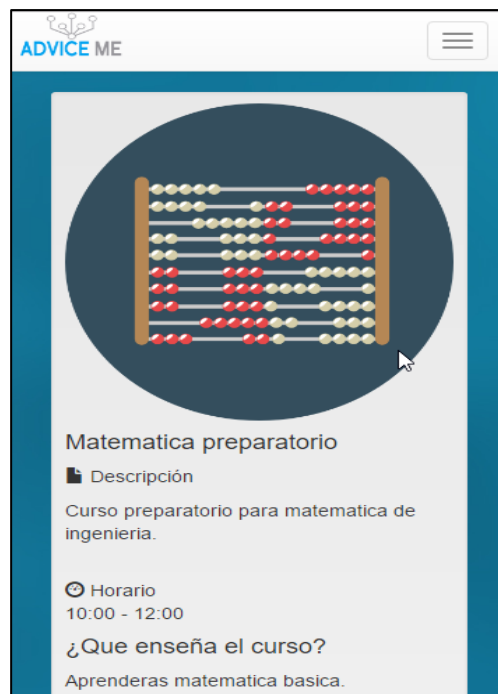 ADVICE ME
Matematica preparatorio
Descripción
Curso preparatorio para matematica de
ingenieria.
Horario
10:00 - 12:00
¿Que enseña el curso?
Aprenderas matematica basica.